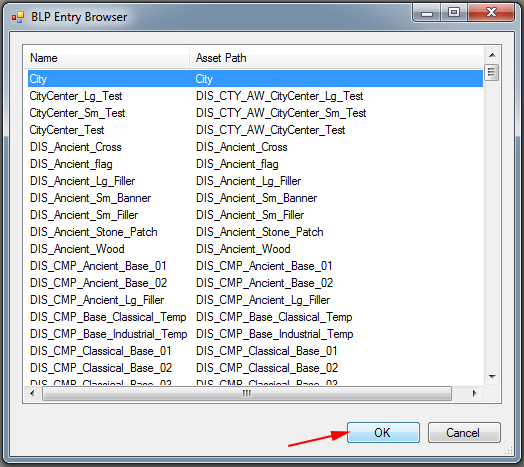 BLP Entry Browser
Name Asset Path
City City
CityCenter_Lg_Test DIS_CTY_AW_CityCenter_Lg_Test
CityCenter_Sm_Test DIS_CTY_AW_CityCenter_Sm_Test
CityCenter_Test DIS_CTY_AW_CityCenter_Test
DIS_Ancient_Cross DIS_Ancient_Cross
DIS_Ancient_flag DIS_Ancient_flag
DIS_Ancient_Lg_Filler DIS_Ancient_Lg_Filler
DIS_Ancient_Sm_Banner DIS_Ancient_Sm_Banner
DIS_Ancient_Sm_Filler DIS_Ancient_Sm_Filler
DIS_Ancient_Stone_Patch DIS_Ancient_Stone_Patch
DIS_Ancient_Wood DIS_Ancient_Wood
DIS_CMP_Ancient_Base_01 DIS_CMP_Ancient_Base_01
DIS_CMP_Ancient_Base_02 DIS_CMP_Ancient_Base_02
DIS_CMP_Ancient_Lg_Filler DIS_CMP_Ancient_Lg_Filler
DIS_CMP_Base_Classical_Temp DIS_CMP_Base_Classical_Temp
DIS_CMP_Base_Industrial_Temp DIS_CMP_Base_Industrial_Temp
DIS_CMP_Classical_Base_01 DIS_CMP_Classical_Base_01
DIS_CMP_Classical_Base_02 DIS_CMP_Classical_Base_02
DIS_CMP_Classical_Base_03 DIS_CMP_Classical_Base_03
OK Cancel